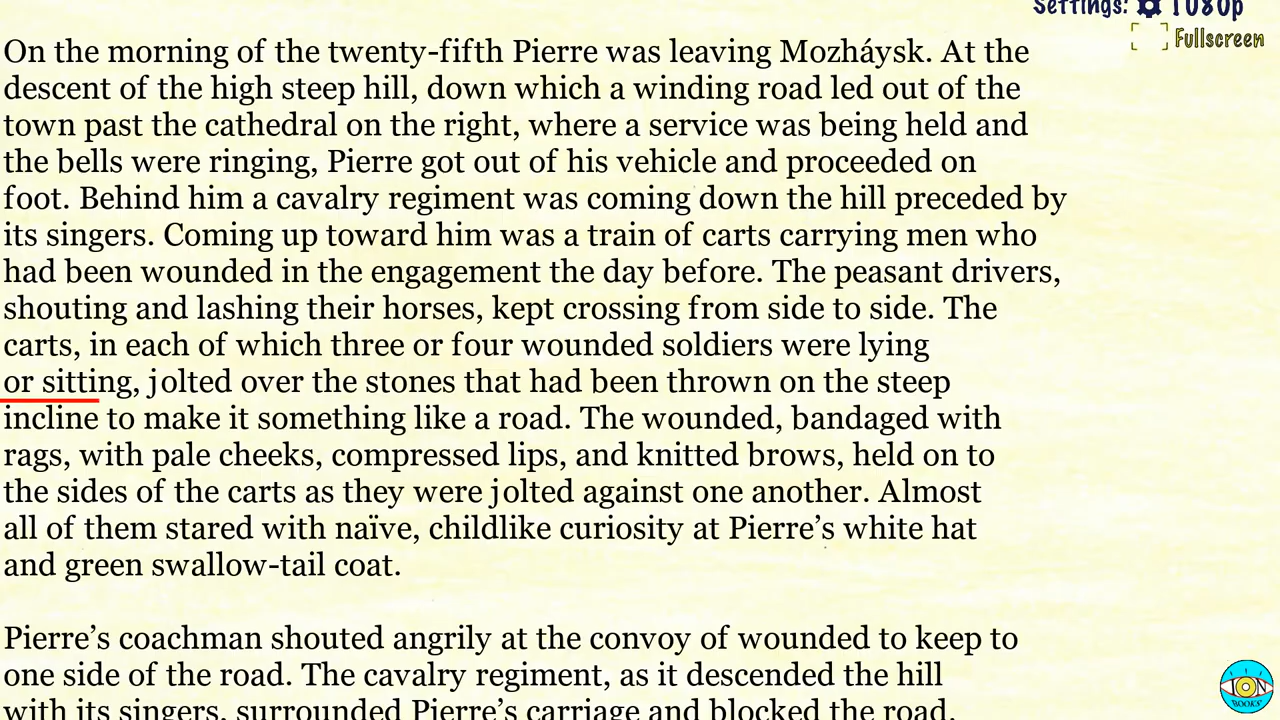 Settings: 1080p
Fullscreen
On the morning of the twenty-fifth Pierre was leaving Mozháysk. At the
descent of the high steep hill, down which a winding road led out of the
town past the cathedral on the right, where a service was being held and
the bells were ringing, Pierre got out of his vehicle and proceeded on
foot. Behind him a cavalry regiment was coming down the hill preceded by
its singers. Coming up toward him was a train of carts carrying men who
had been wounded in the engagement the day before. The peasant drivers,
shouting and lashing their horses, kept crossing from side to side. The
carts, in each of which three or four wounded soldiers were lying
or sitting, jolted over the stones that had been thrown on the steep
incline to make it something like a road. The wounded, bandaged with
rags, with pale cheeks, compressed lips, and knitted brows, held on to
the sides of the carts as they were jolted against one another. Almost
all of them stared with naïve, childlike curiosity at Pierre’s white hat
and green swallow-tail coat.
Pierre’s coachman shouted angrily at the convoy of wounded to keep to
one side of the road. The cavalry regiment, as it descended the hill
with its singers, surrounded Pierre’s carriage and blocked the road.
ION
BOOKS